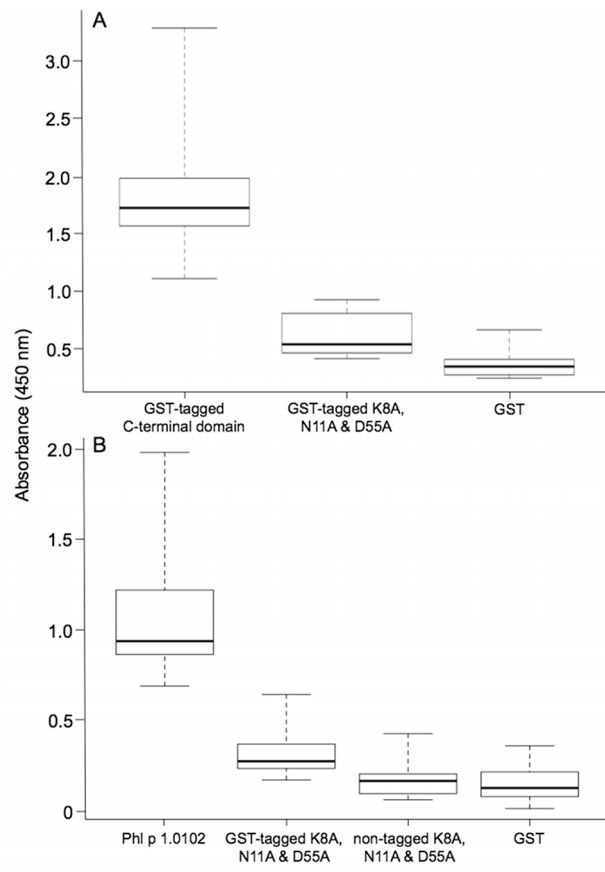 A
3.0
2.5
2.0
1.5
1.0
0.5
GST-tagged
C-terminal domain
GST-tagged K8A,
N11A & D55A
GST
Absorbance (450 nm)
B
2.0
1.5
1.0
0.5
0
Phl p 1.0102
GST-tagged K8A,
N11A & D55A
non-tagged K8A,
N11A & D55A
GST